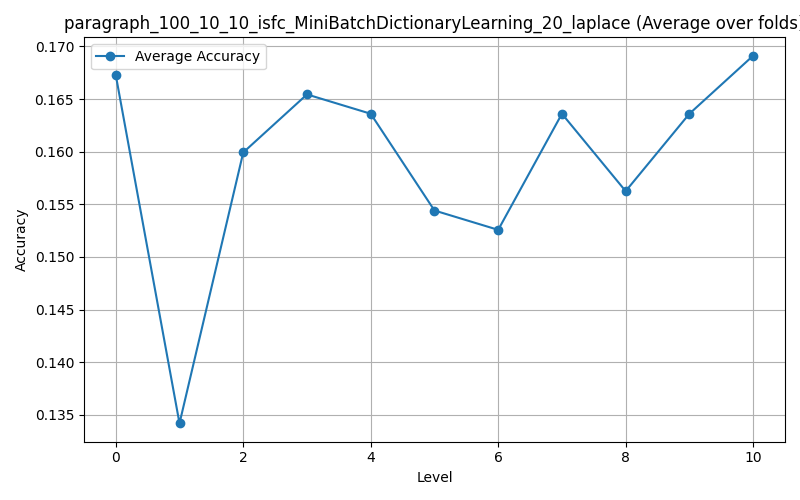 paragraph_100_10_10_isfc_MiniBatchDictionaryLearning_20_laplace (Average over folds)
Average Accuracy
Accuracy
0.170
0.165
0.160
0.155
0.150
0.145
0.140
0.135
0 2 4 6 8 10
Level